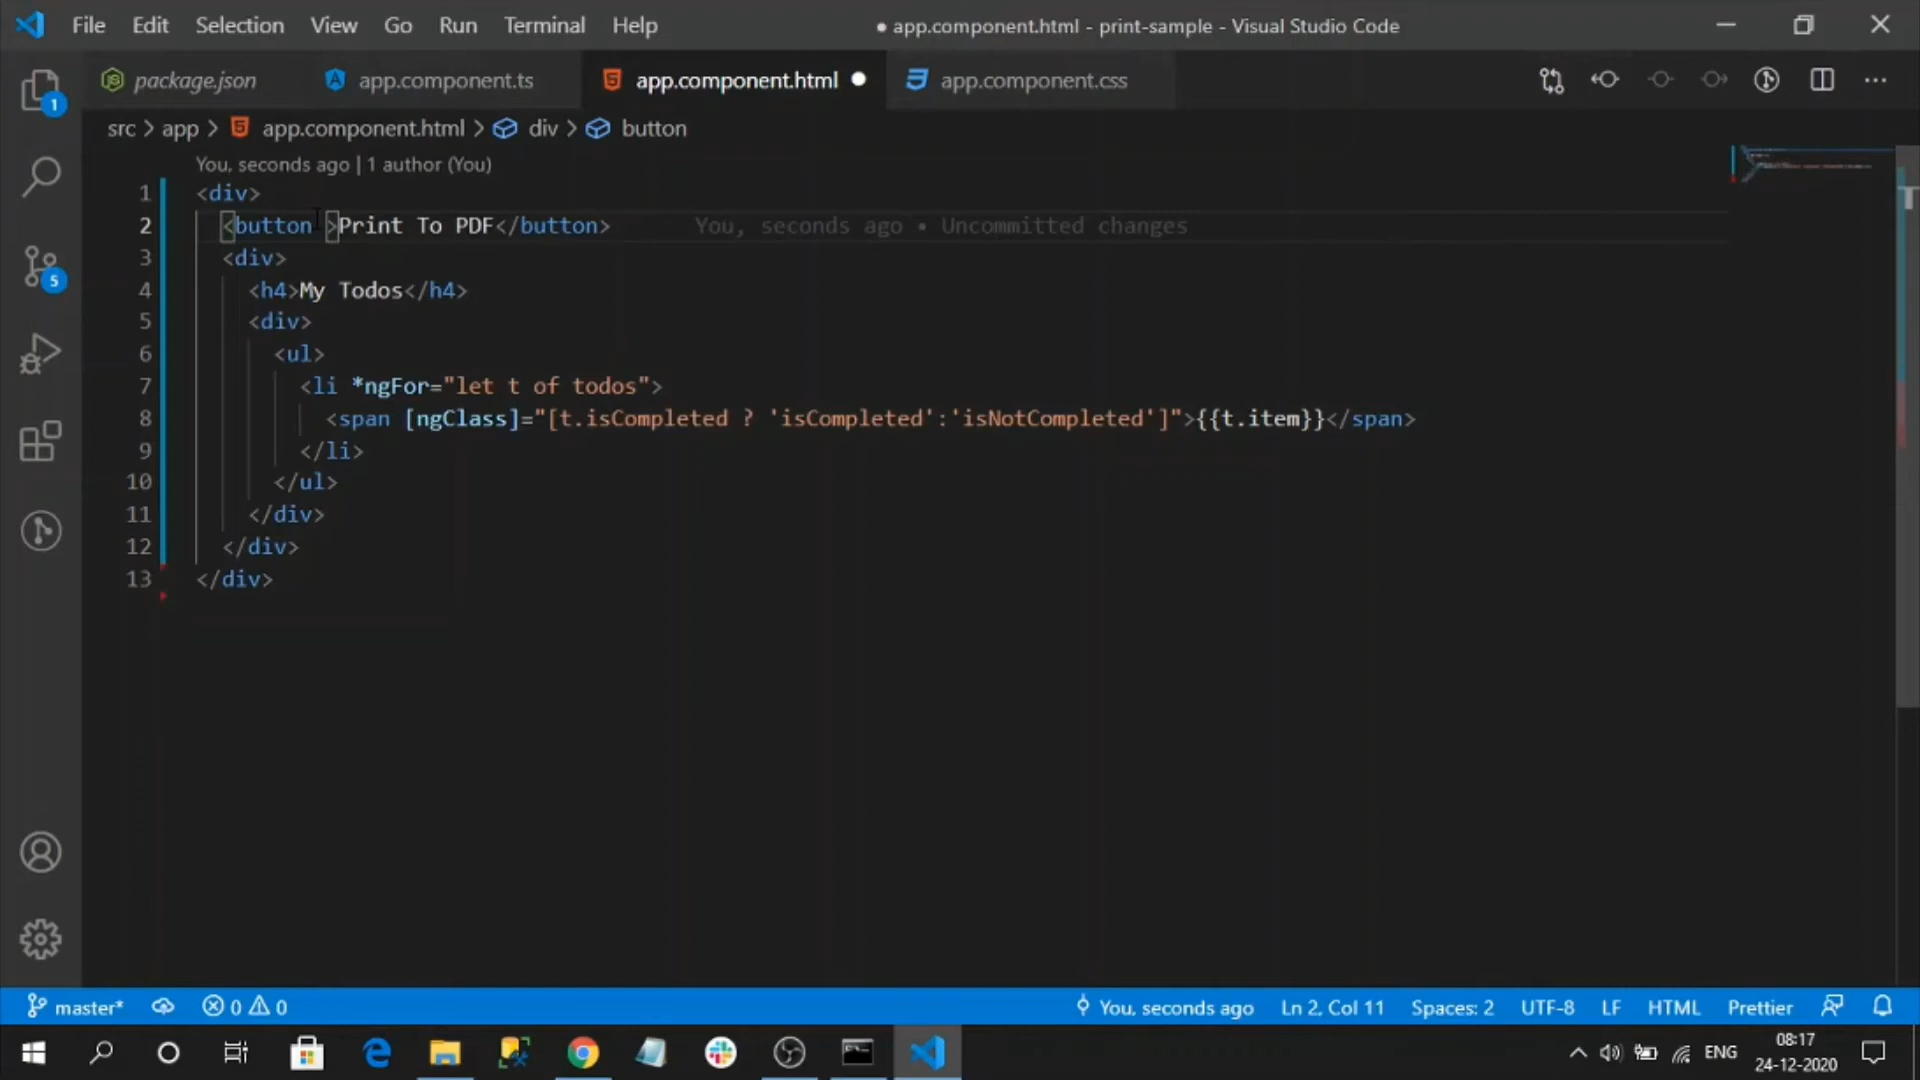 File Edit Selection View Go Run Terminal Help ● app.component.html - print-sample - Visual Studio Code
package.json app.component.ts app.component.html ● app.component.css
1
src > app > app.component.html > div > button
You, seconds ago | 1 author (You)
1 <div>
2 <button >Print To PDF</button> You, seconds ago • Uncommitted changes
3 <div>
4 <h4>My Todos</h4>
5 <div>
6 <ul>
7 <li *ngFor="let t of todos">
8 <span [ngClass]="[t.isCompleted ? 'isCompleted':'isNotCompleted']">{{t.item}}</span>
9 </li>
10 </ul>
11 </div>
12 </div>
13 </div>
5
master* 0 0 You, seconds ago Ln 2, Col 11 Spaces: 2 UTF-8 LF HTML Prettier
ENG
08:17
24-12-2020